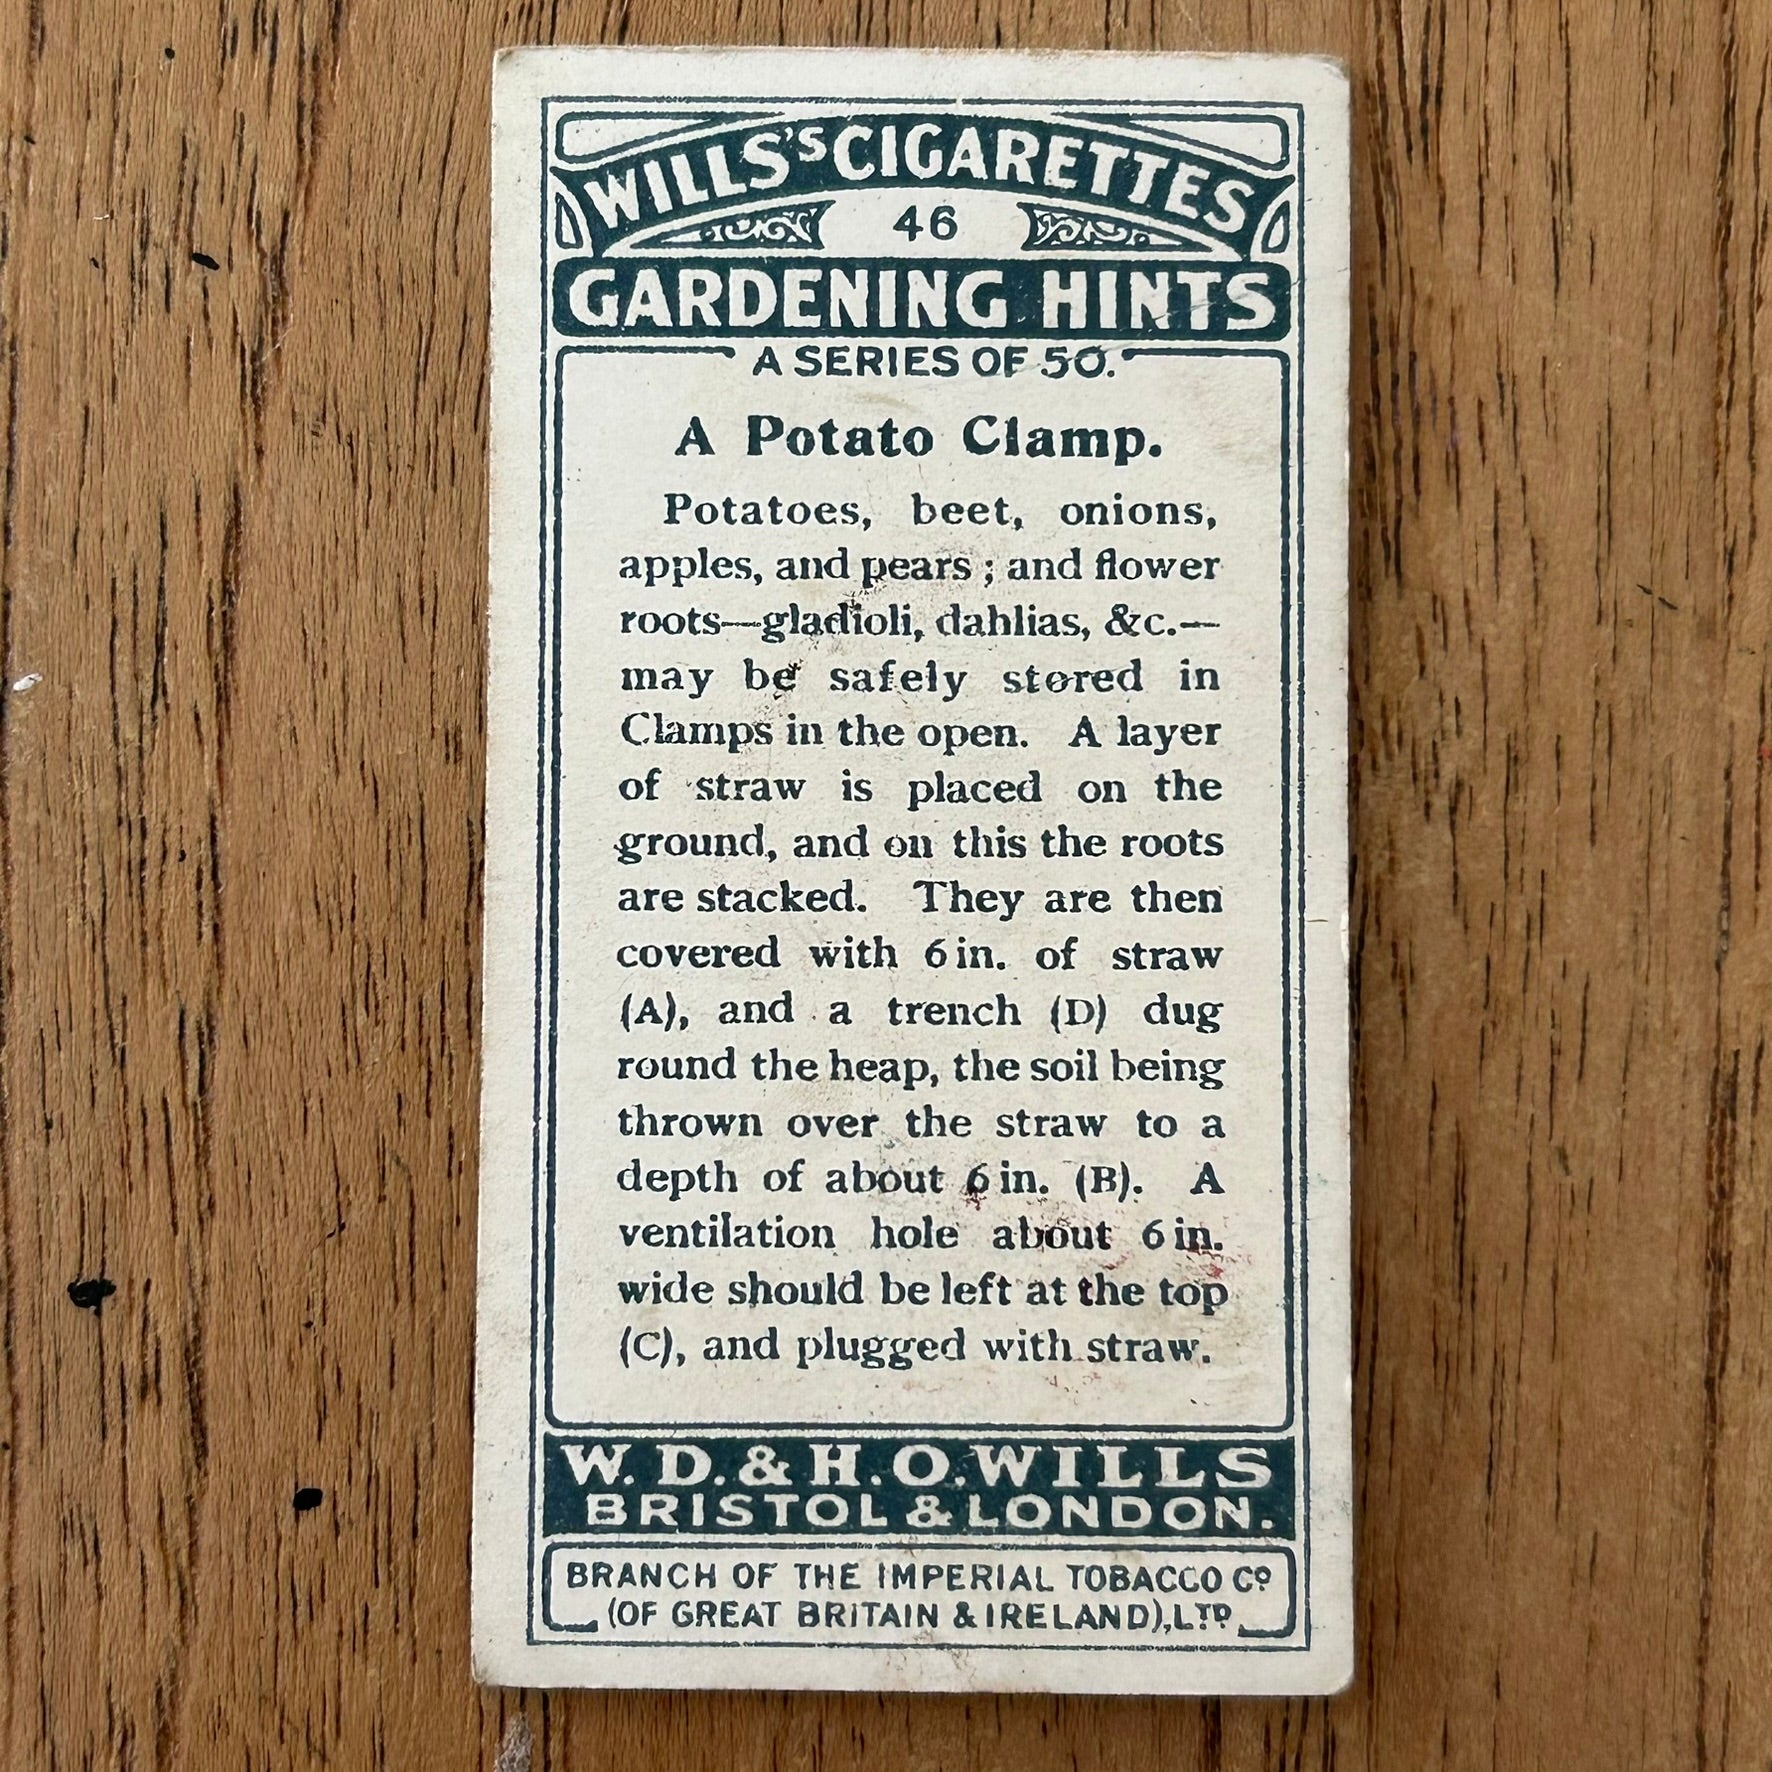 WILLS'S CIGARETTES
46
GARDENING HINTS
A SERIES OF 50.
A Potato Clamp.
Potatoes, beet, onions,
apples, and pears ; and flower
roots—gladioli, dahlias, &c.—
may be safely stored in
Clamps in the open. A layer
of straw is placed on the
ground, and on this the roots
are stacked. They are then
covered with 6 in. of straw
(A), and a trench (D) dug
round the heap, the soil being
thrown over the straw to a
depth of about 6 in. (B). A
ventilation hole about 6 in.
wide should be left at the top
(C), and plugged with straw.
W. D. & H. O. WILLS
BRISTOL & LONDON.
BRANCH OF THE IMPERIAL TOBACCO Cº
(OF GREAT BRITAIN & IRELAND), LTD.